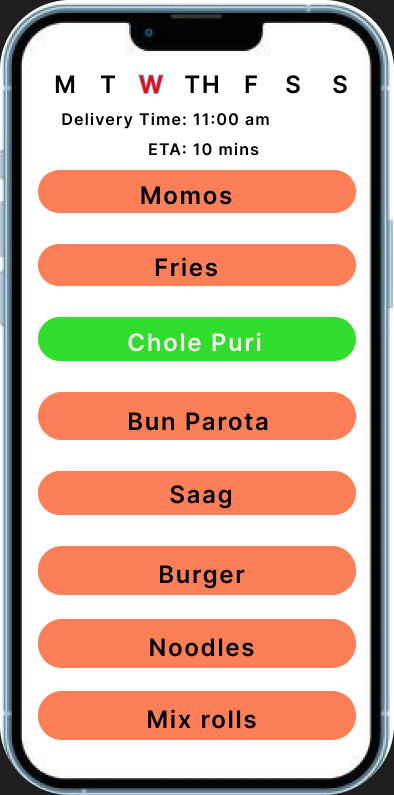 M T W TH F S S
Delivery Time: 11:00 am
ETA: 10 mins
Momos
Fries
Chole Puri
Bun Parota
Saag
Burger
Noodles
Mix rolls